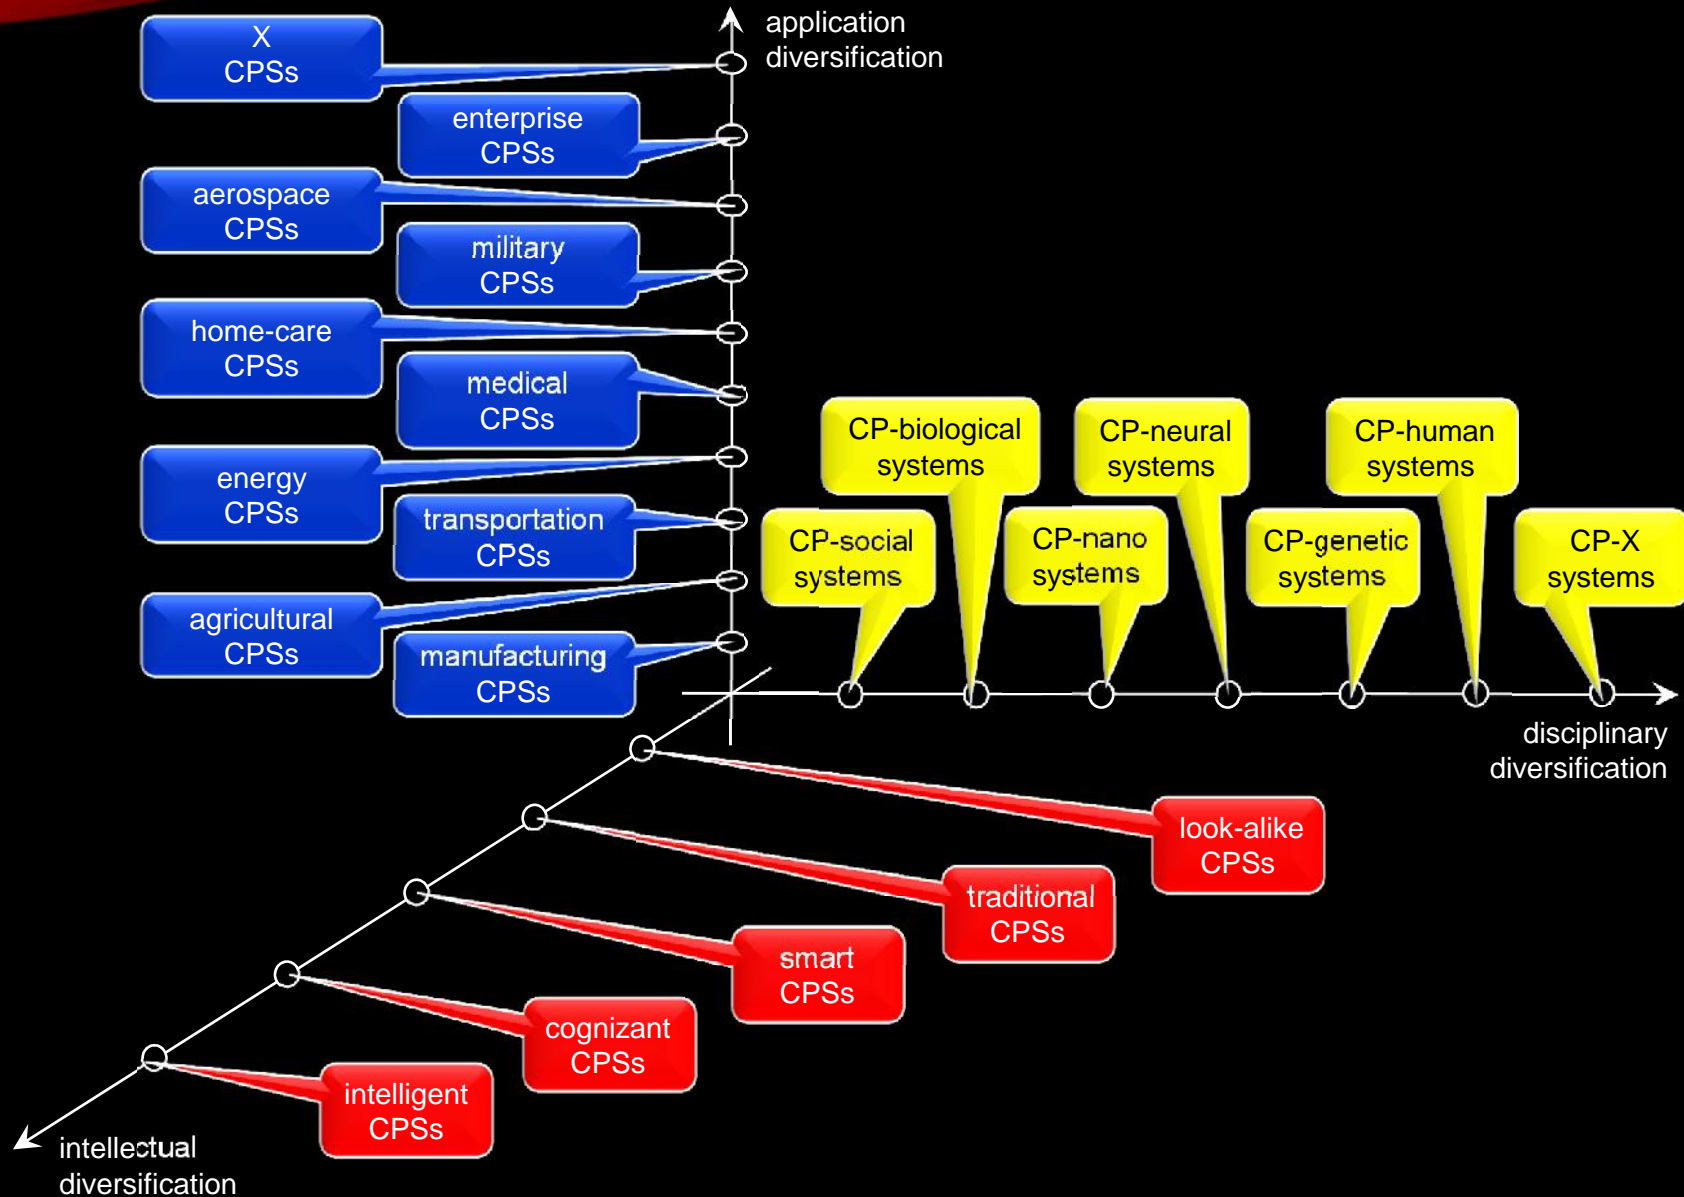 application
diversification
X
CPSs
enterprise
CPSs
aerospace
CPSs
military
CPSs
home-care
CPSs
medical
CPSs
energy
CPSs
transportation
CPSs
agricultural
CPSs
manufacturing
CPSs
CP-biological
systems
CP-neural
systems
CP-human
systems
CP-social
systems
CP-nano
systems
CP-genetic
systems
CP-X
systems
disciplinary
diversification
look-alike
CPSs
traditional
CPSs
smart
CPSs
cognizant
CPSs
intelligent
CPSs
intellectual
diversification